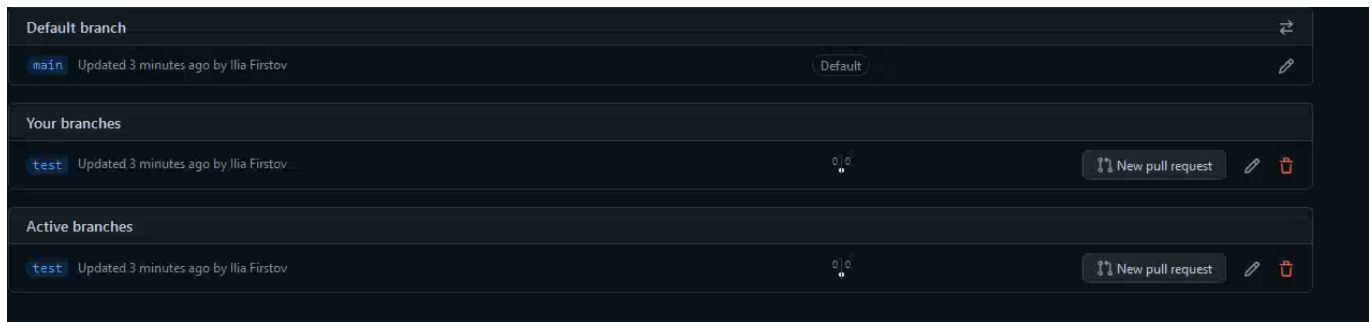 Default branch
main Updated 3 minutes ago by Ilia Firstov Default
Your branches
test Updated 3 minutes ago by Ilia Firstov 0 0 New pull request
Active branches
test Updated 3 minutes ago by Ilia Firstov 0 0 New pull request